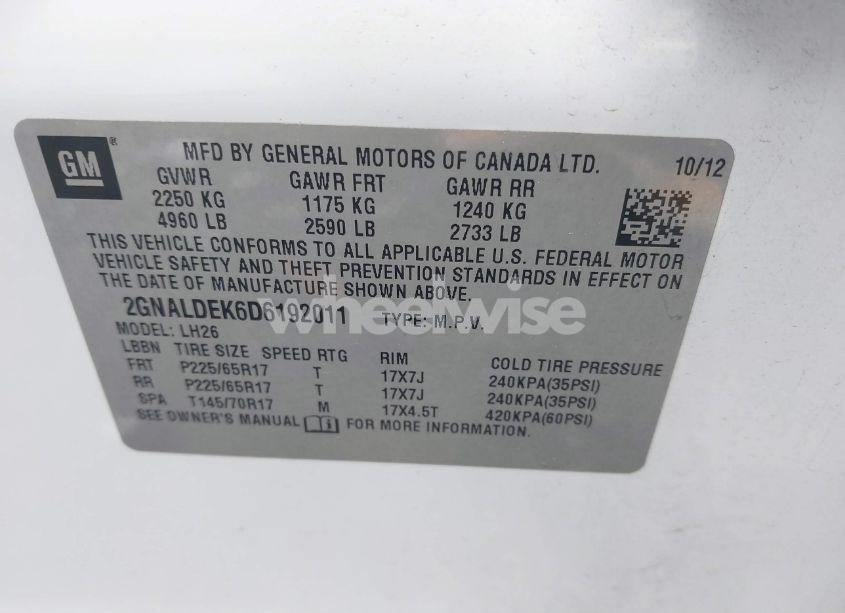 GM®
MFD BY GENERAL MOTORS OF CANADA LTD. 10/12
GVWR GAWR FRT GAWR RR
2250 KG 1175 KG 1240 KG
4960 LB 2590 LB 2733 LB
THIS VEHICLE CONFORMS TO ALL APPLICABLE U.S. FEDERAL MOTOR
VEHICLE SAFETY AND THEFT PREVENTION STANDARDS IN EFFECT ON
THE DATE OF MANUFACTURE SHOWN ABOVE.
2GNALDEK6D6192011 TYPE: M.P.V.
wheelwise
MODEL: LH26
LBBN TIRE SIZE SPEED RTG RIM COLD TIRE PRESSURE
FRT P225/65R17 T 17X7J 240KPA(35PSI)
RR P225/65R17 T 17X7J 240KPA(35PSI)
SPA T145/70R17 M 17X4.5T 420KPA(60PSI)
SEE OWNER'S MANUAL FOR MORE INFORMATION.